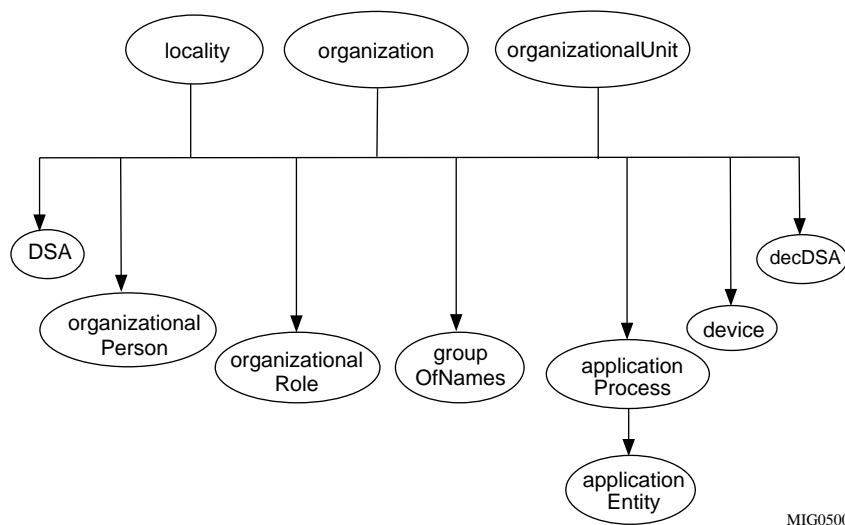 locality
organization
organizationalUnit
DSA
decDSA
organizational
Person
device
organizational
Role
group
OfNames
application
Process
application
Entity